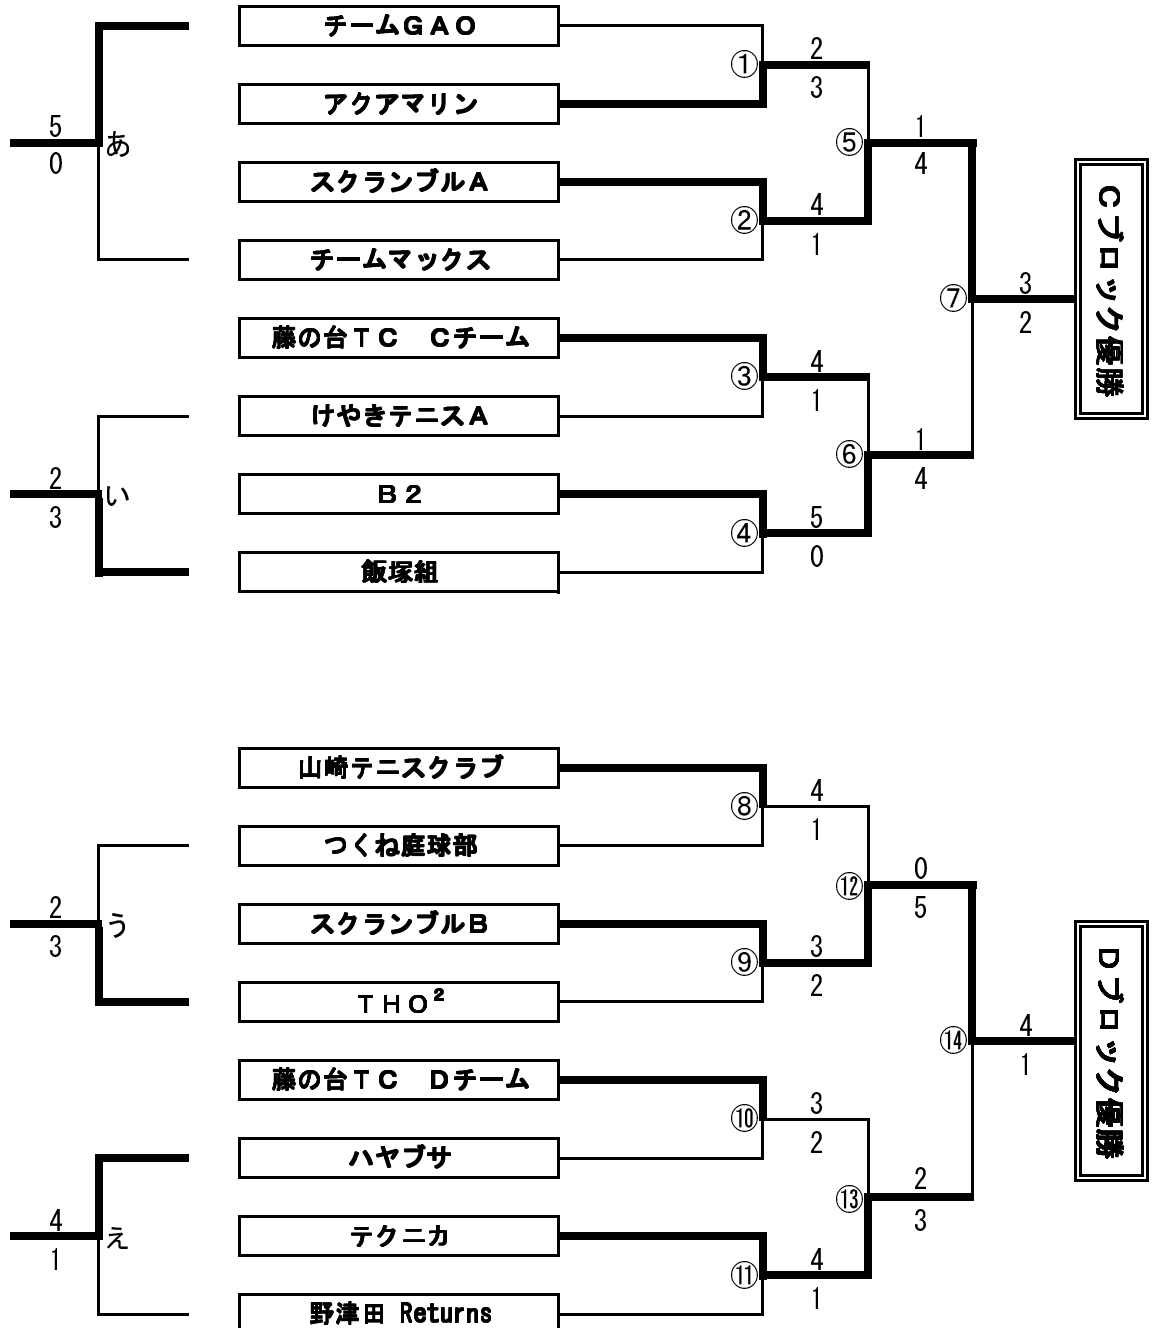 チームGAO
2
①
アクアマリン
3
5
あ
0
1
⑤
4
スクランブルA
4
②
1
チームマックス
3
⑦
2
Cブロック優勝
藤の台TC Cチーム
4
③
1
けやきテニスA
1
⑥
4
2
い
3
B2
5
④
0
飯塚組
山崎テニスクラブ
4
⑧
1
つくね庭球部
0
⑫
5
2
う
3
スクランブルB
3
⑨
2
THO²
4
⑭
1
Dブロック優勝
藤の台TC Dチーム
3
⑩
2
ハヤブサ
2
⑬
3
4
え
1
テクニカ
4
⑪
1
野津田 Returns